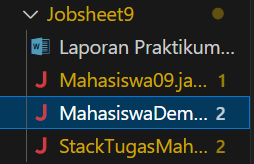 Jobsheet9
Laporan Praktikum...
J Mahasiswa09.ja... 1
J MahasiswaDem... 2
J StackTugasMah... 2